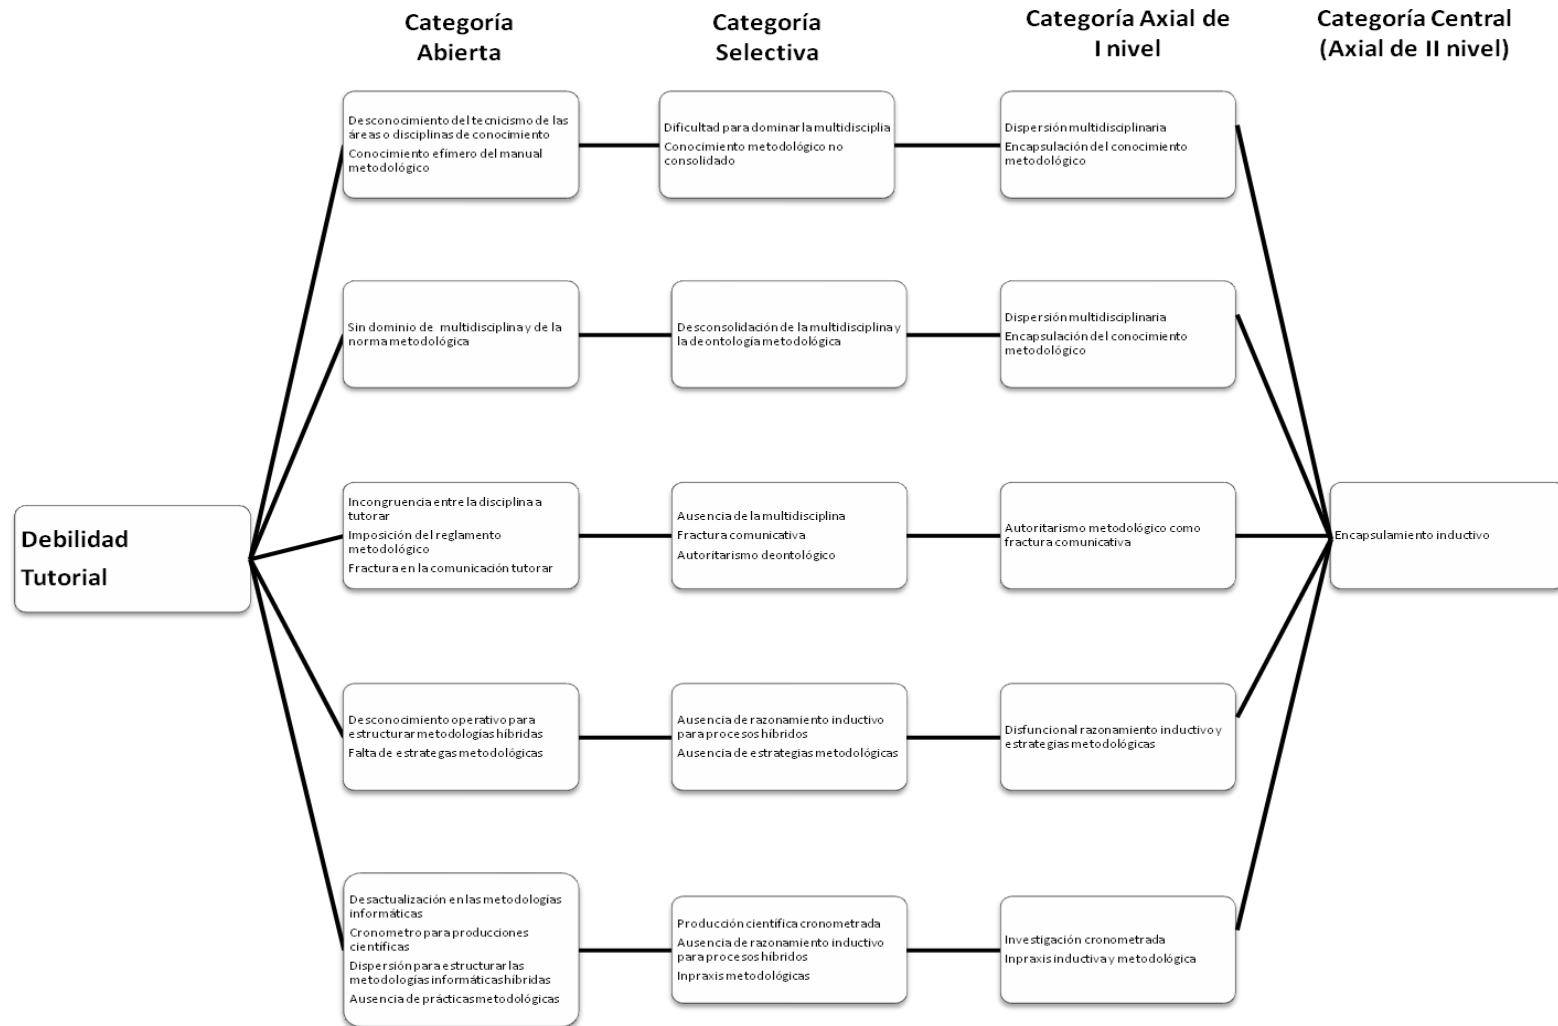 Categoría
Abierta
Categoría
Selectiva
Categoría Axial de
I nivel
Categoría Central
(Axial de II nivel)
Desconocimiento del tecnicismo de las
áreas o disciplinas de conocimiento
Conocimiento efímero del manual
metodológico
Dificultad para dominar la multidisciplia
Conocimiento metodológico no
consolidado
Dispersión multidisciplinaria
Encapsulación del conocimiento
metodológico
Sin dominio de multidisciplina y de la
norma metodológica
Desconsolidación de la multidisciplina y
la deontología metodológica
Dispersión multidisciplinaria
Encapsulación del conocimiento
metodológico
Debilidad
Tutorial
Incongruencia entre la disciplina a
tutorar
Imposición del reglamento
metodológico
Fractura en la comunicación tutorar
Ausencia de la multidisciplina
Fractura comunicativa
Autoritarismo deontológico
Autoritarismo metodológico como
fractura comunicativa
Encapsulamiento inductivo
Desconocimiento operativo para
estructurar metodologías híbridas
Falta de estrategas metodológicas
Ausencia de razonamiento inductivo
para procesos híbridos
Ausencia de estrategias metodológicas
Disfuncional razonamiento inductivo y
estrategias metodológicas
Desactualización en las metodologías
informáticas
Cronometro para producciones
científicas
Dispersión para estructurar las
metodologías informáticas híbridas
Ausencia de prácticas metodológicas
Producción científica cronometrada
Ausencia de razonamiento inductivo
para procesos híbridos
Inpraxis metodológicas
Investigación cronometrada
Inpraxis inductiva y metodológica